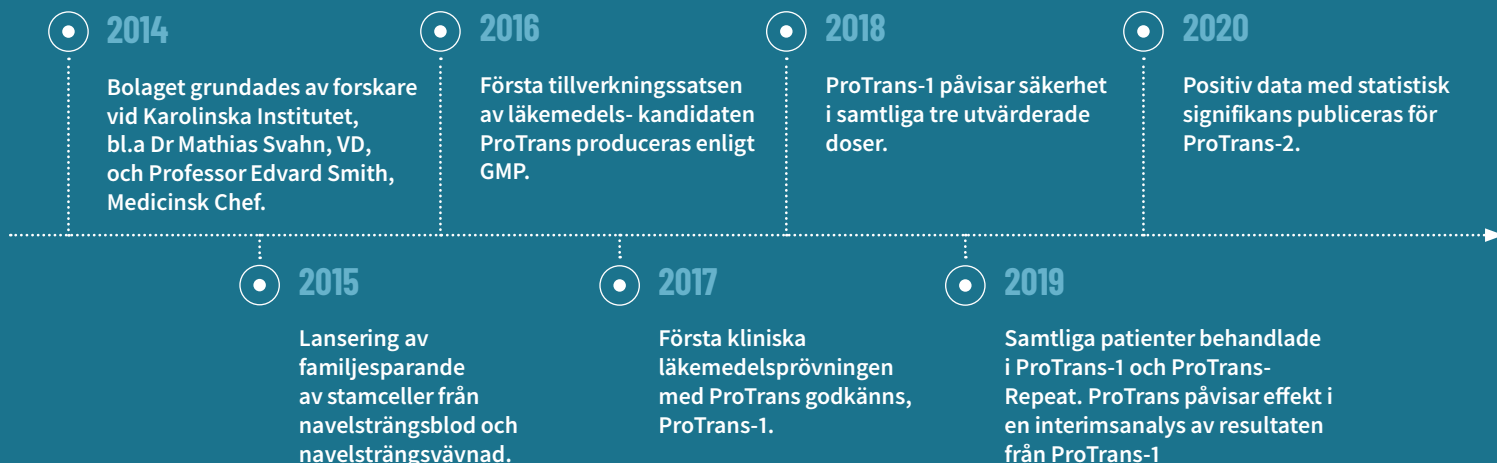 2014
Bolaget grundades av forskare
vid Karolinska Institutet,
bl.a Dr Mathias Svahn, VD,
och Professor Edvard Smith,
Medicinsk Chef.
2015
Lansering av
familjesparande
av stamceller från
navelsträngsblod och
navelsträngsvävnad.
2016
Första tillverkningssatsen
av läkemedels- kandidaten
ProTrans produceras enligt
GMP.
2017
Första kliniska
läkemedelsprövningen
med ProTrans godkänns,
ProTrans-1.
2018
ProTrans-1 påvisar säkerhet
i samtliga tre utvärderade
doser.
2019
Samtliga patienter behandlade
i ProTrans-1 och ProTrans-
Repeat. ProTrans påvisar effekt i
en interimsanalys av resultaten
från ProTrans-1
2020
Positiv data med statistisk
signifikans publiceras för
ProTrans-2.